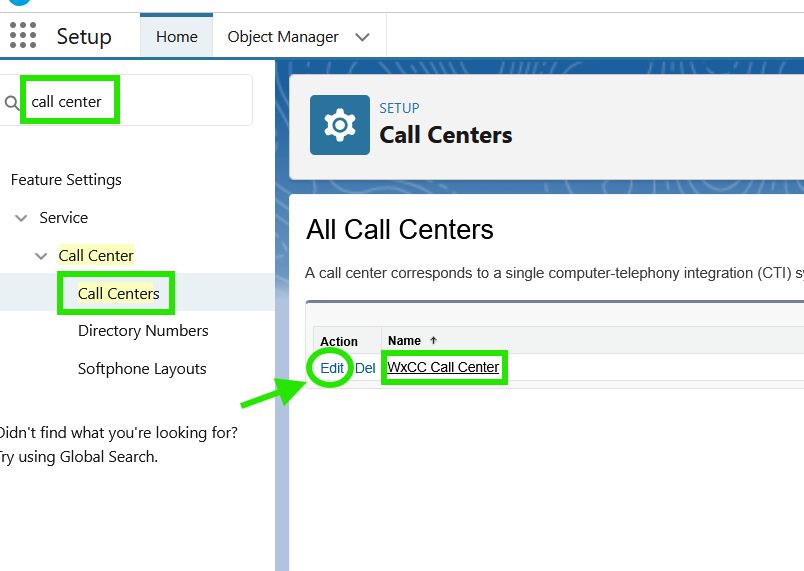 Setup
Home
Object Manager
call center
Feature Settings
Service
Call Center
Call Centers
Directory Numbers
Softphone Layouts
Didn't find what you're looking for?
Try using Global Search.
SETUP
Call Centers
All Call Centers
A call center corresponds to a single computer-telephony integration (CTI)
Action Name ↑
Edit Del WxCC Call Center